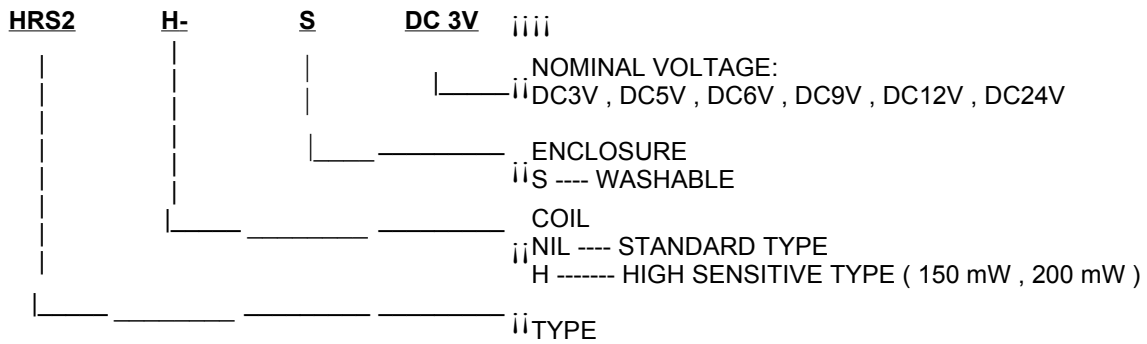 HRS2 H- S DC 3V ¡¡¡¡
NOMINAL VOLTAGE:
¡¡DC3V , DC5V , DC6V , DC9V , DC12V , DC24V
ENCLOSURE
¡¡S ---- WASHABLE
COIL
¡¡NIL ---- STANDARD TYPE
H ------- HIGH SENSITIVE TYPE ( 150 mW , 200 mW )
¡¡TYPE